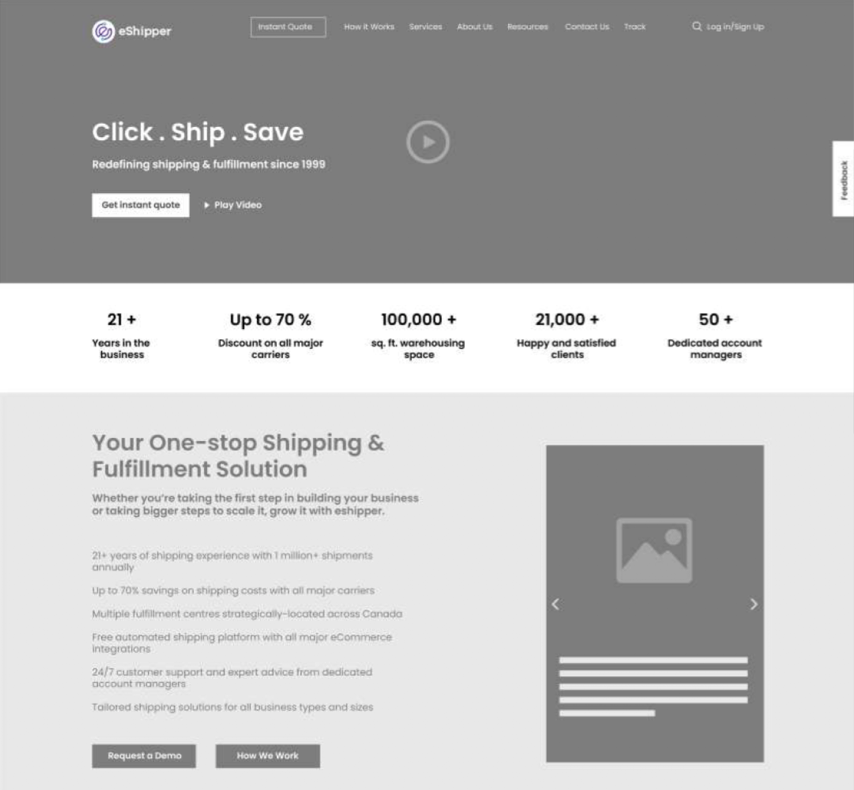 eShipper
Instant Quote
How it Works
Services
About Us
Resources
Contact Us
Track
Log in/Sign Up
Click . Ship . Save
Redefining shipping & fulfillment since 1999
Get instant quote
Play Video
Feedback
21 +
Years in the
business
Up to 70 %
Discount on all major
carriers
100,000 +
sq. ft. warehousing
space
21,000 +
Happy and satisfied
clients
50 +
Dedicated account
managers
Your One-stop Shipping &
Fulfillment Solution
Whether you're taking the first step in building your business
or taking bigger steps to scale it, grow it with eshipper.
21+ years of shipping experience with 1 million+ shipments
annually
Up to 70% savings on shipping costs with all major carriers
Multiple fulfillment centres strategically-located across Canada
Free automated shipping platform with all major eCommerce
integrations
24/7 customer support and expert advice from dedicated
account managers
Tailored shipping solutions for all business types and sizes
Request a Demo
How We Work